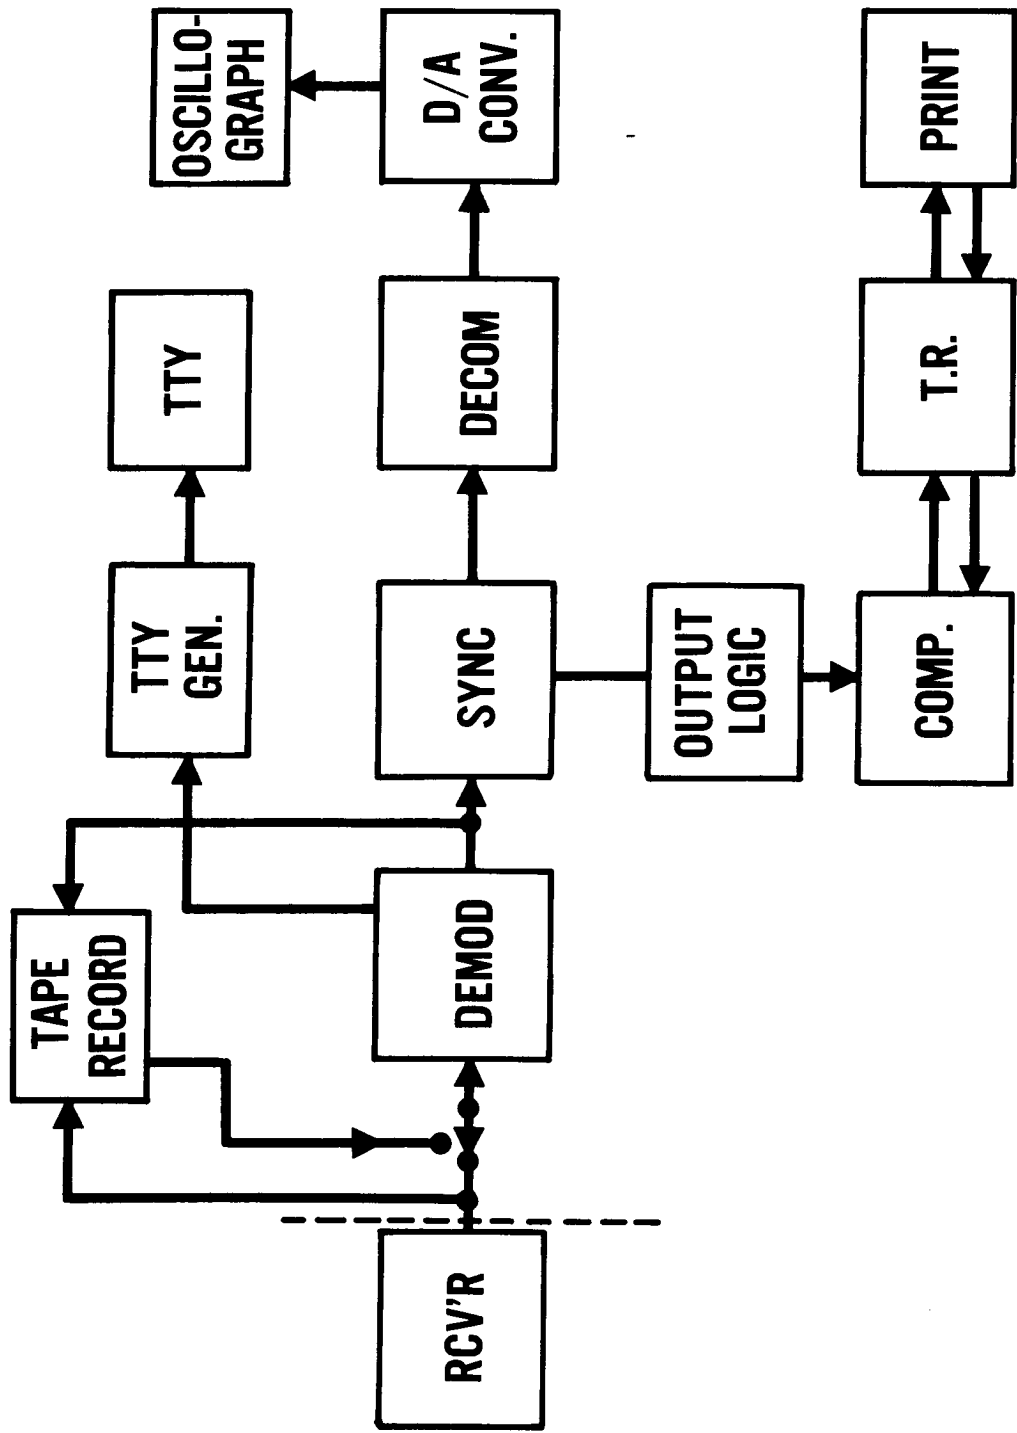 TAPE
RECORD
TTY
GEN.
TTY
OSCILLO-
GRAPH
RCV'R
DEMOD
SYNC
DECOM
D/A
CONV.
OUTPUT
LOGIC
COMP.
T.R.
PRINT